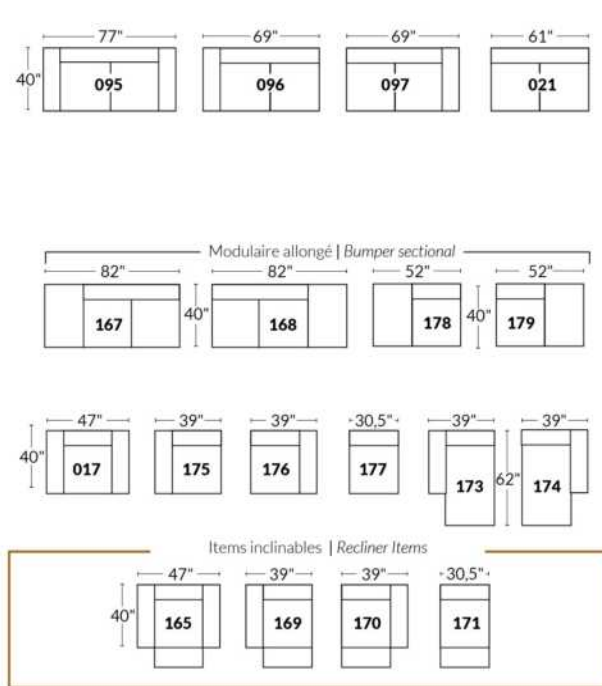 77" 69" 69" 61"
40" 095 096 097 021
Modulaire allongé | Bumper sectional
82" 82" 52" 52"
167 40" 168 178 40" 179
47" 39" 39" 30,5" 39" 39"
40" 017 175 176 177 173 62" 174
Items inclinables | Recliner Items
47" 39" 39" 30,5"
40" 165 169 170 171